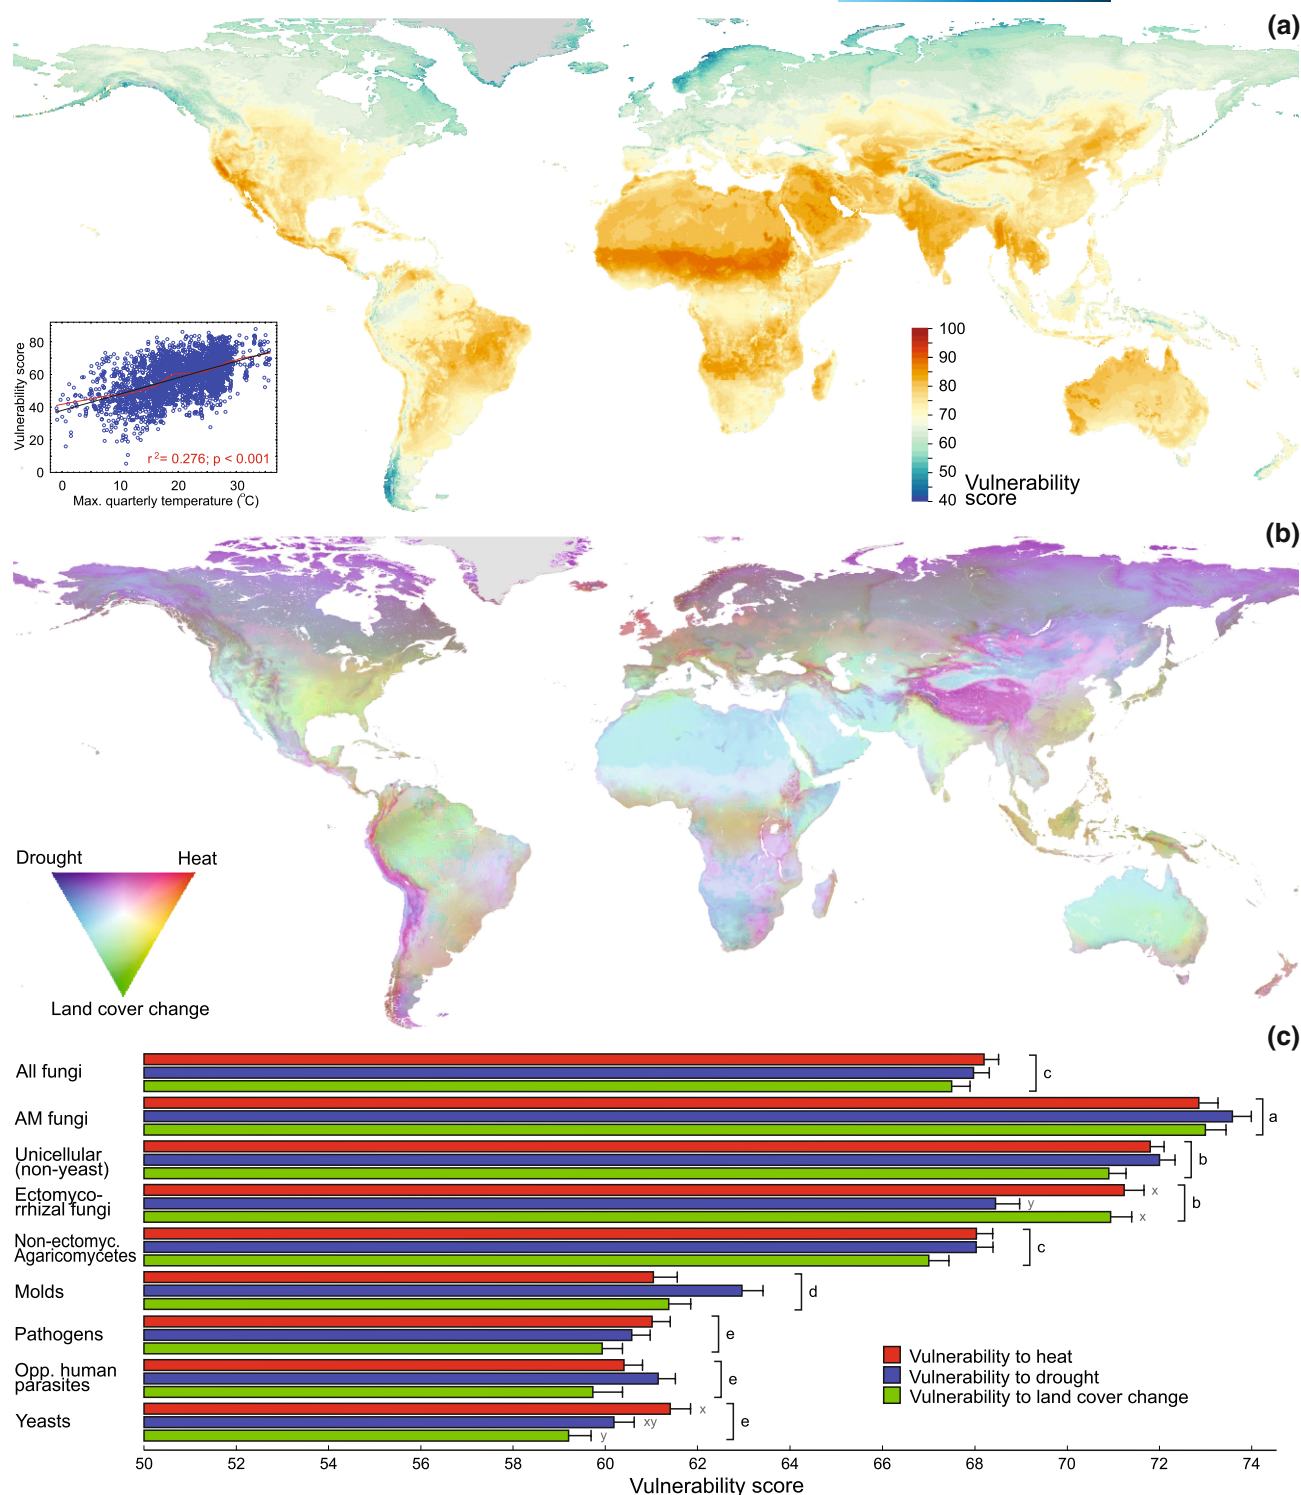 (a)
Vulnerability score
80
60
40
20
0
r²= 0.276; p < 0.001
0 10 20 30
Max. quarterly temperature (°C)
100
90
80
70
60
50
40
Vulnerability
score
(b)
Drought Heat
Land cover change
(c)
All fungi
c
AM fungi
a
Unicellular
(non-yeast)
b
Ectomyco-
rrhizal fungi
x
y
x
b
Non-ectomyc.
Agaricomycetes
c
Molds
d
Pathogens
e
Opp. human
parasites
e
Yeasts
x
xy
y
e
Vulnerability to heat
Vulnerability to drought
Vulnerability to land cover change
50 52 54 56 58 60 62 64 66 68 70 72 74
Vulnerability score